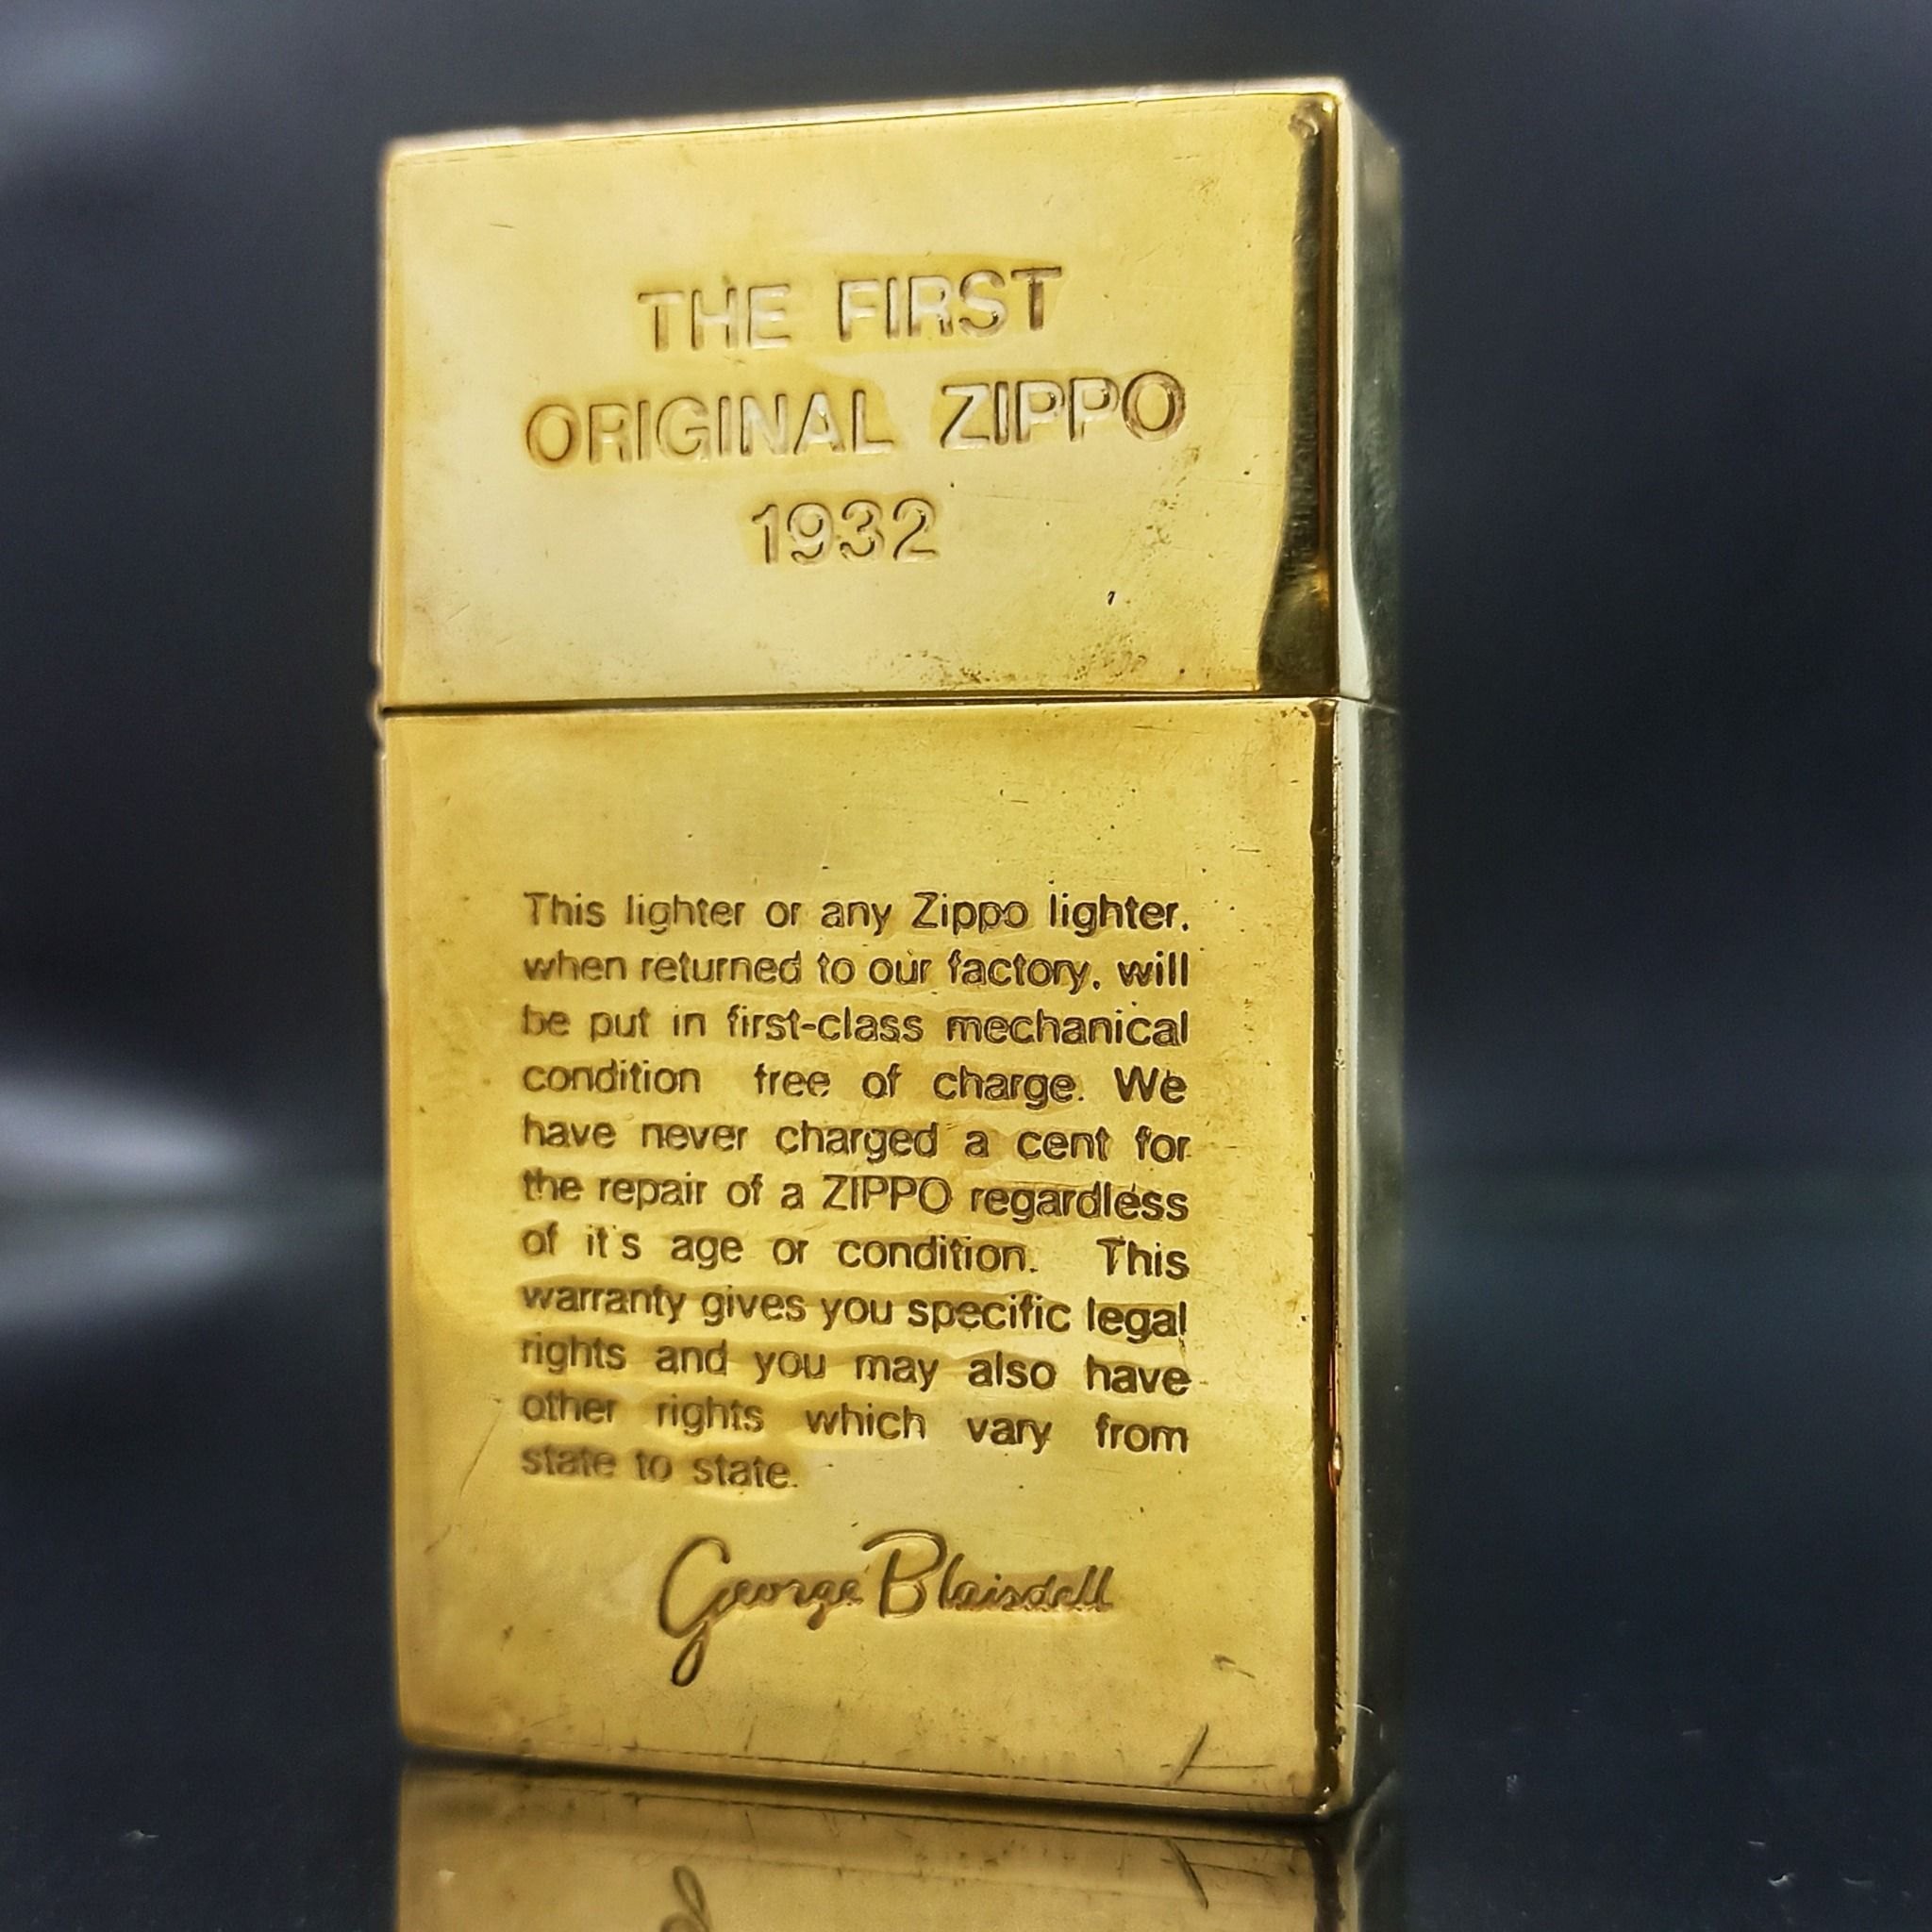 THE FIRST
ORIGINAL ZIPPO
1932
This lighter or any Zippo lighter,
when returned to our factory, will
be put in first-class mechanical
condition free of charge. We
have never charged a cent for
the repair of a ZIPPO regardless
of it's age or condition. This
warranty gives you specific legal
rights and you may also have
other rights which vary from
state to state.
George Blaisdell